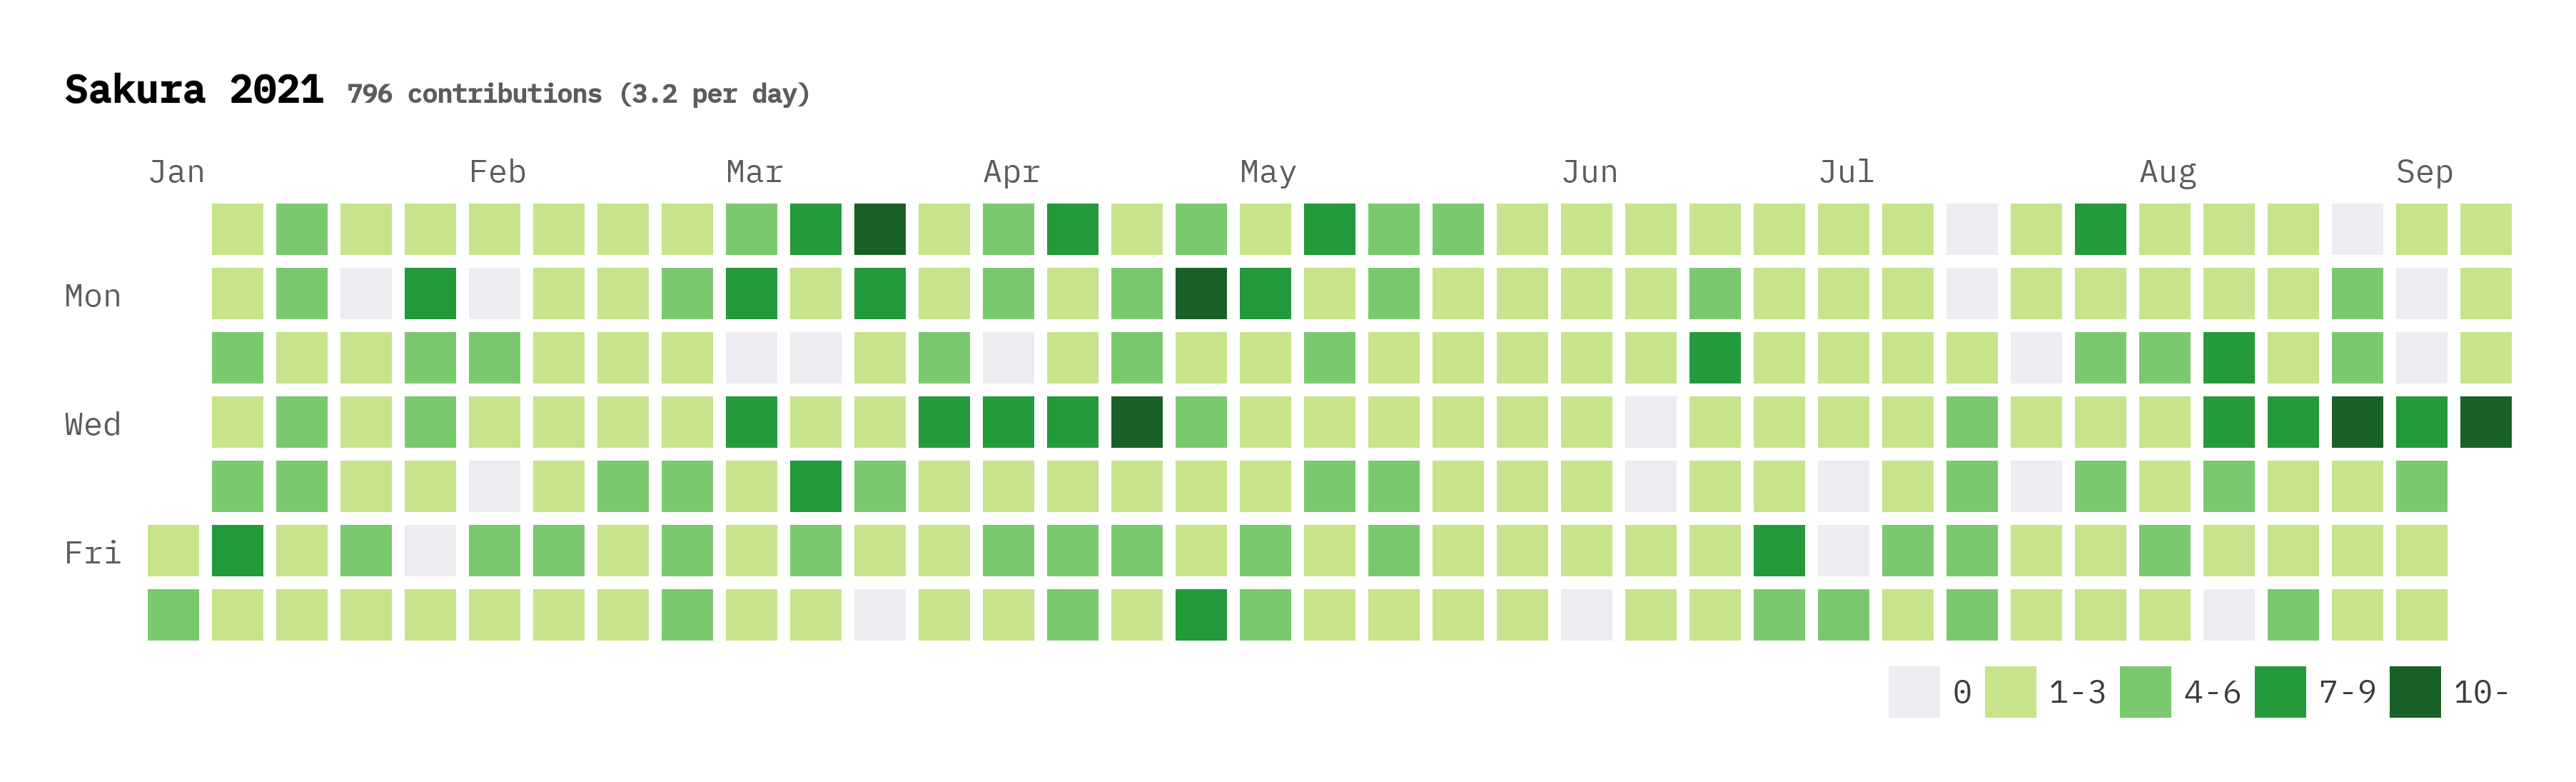 Sakura 2021 796 contributions (3.2 per day)
Jan Feb Mar Apr May Jun Jul Aug Sep
Mon
Wed
Fri
0 1-3 4-6 7-9 10-